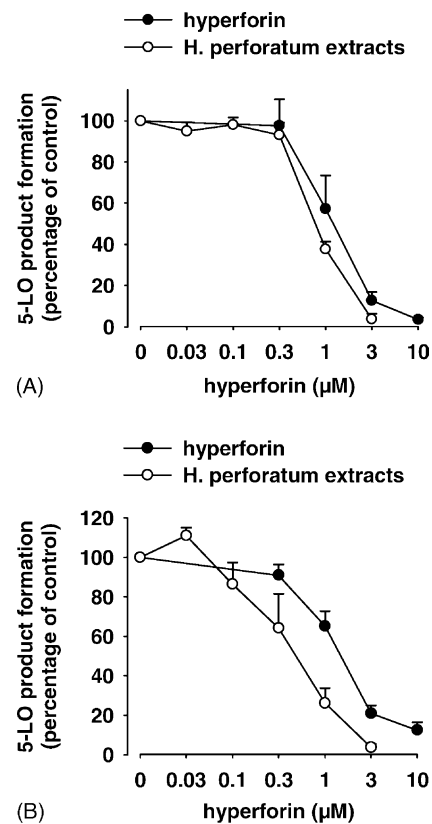 hyperforin
H. perforatum extracts
5-LO product formation
(percentage of control)
100
80
60
40
20
0
0 0.03 0.1 0.3 1 3 10
(A)
hyperforin (µM)
hyperforin
H. perforatum extracts
5-LO product formation
(percentage of control)
120
100
80
60
40
20
0
0 0.03 0.1 0.3 1 3 10
(B)
hyperforin (µM)